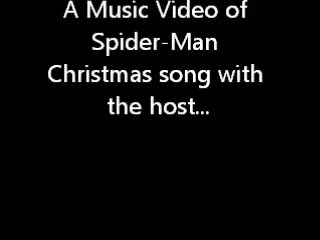 A Music Video of
Spider-Man
Christmas song with
the host...